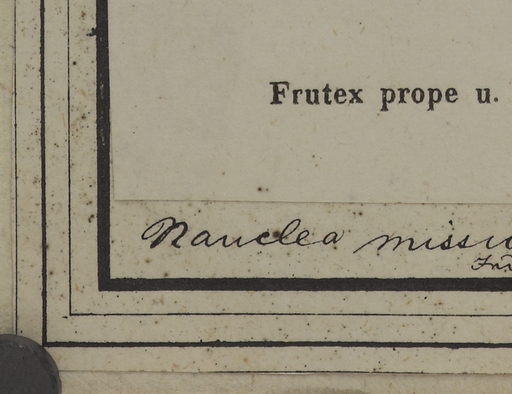 Frutex prope u.
Nauclea missio